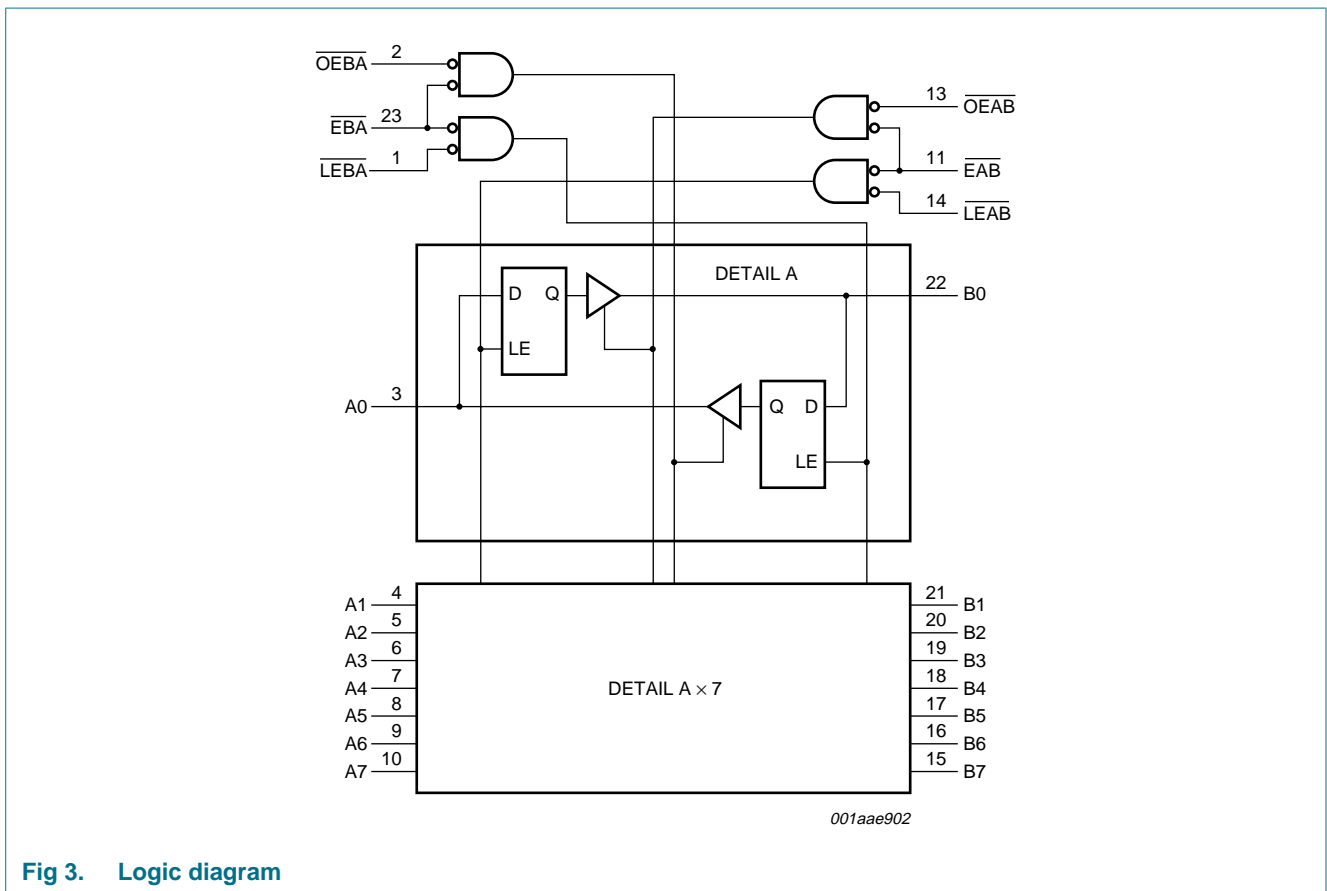 OEBA 2
EBA 23
LEBA 1
13 OEAB
11 EAB
14 LEAB
DETAIL A
D Q
LE
22 B0
A0 3
Q D
LE
A1 4
A2 5
A3 6
A4 7
A5 8
A6 9
A7 10
DETAIL A × 7
21 B1
20 B2
19 B3
18 B4
17 B5
16 B6
15 B7
001aae902
Fig 3. Logic diagram